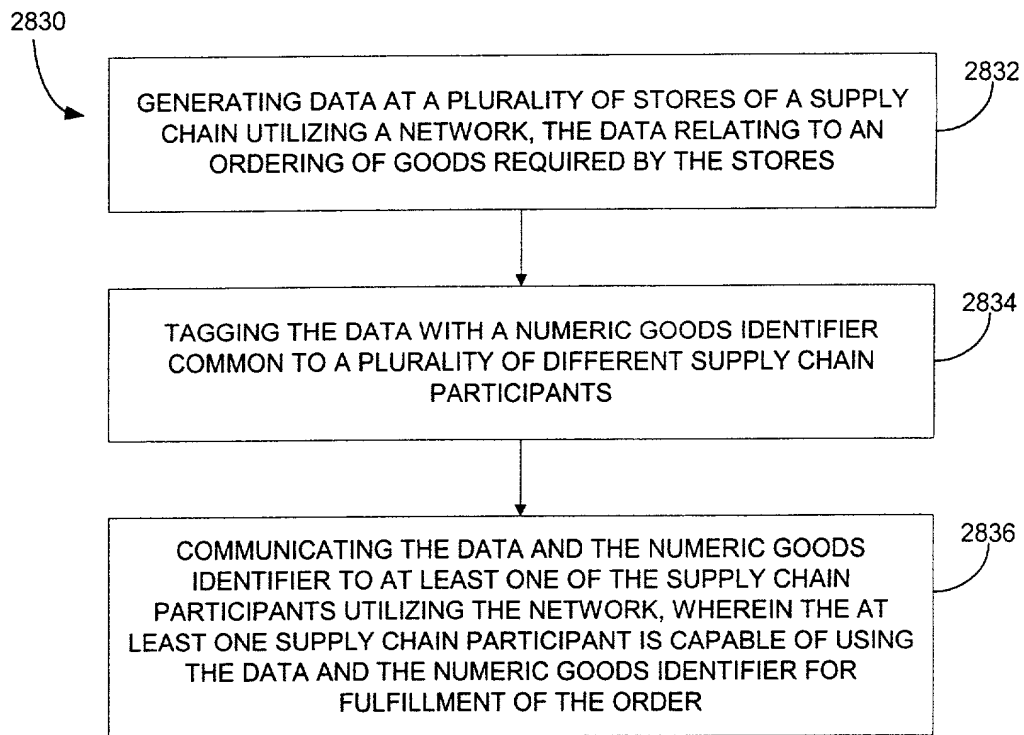 2830
2832
GENERATING DATA AT A PLURALITY OF STORES OF A SUPPLY
CHAIN UTILIZING A NETWORK, THE DATA RELATING TO AN
ORDERING OF GOODS REQUIRED BY THE STORES
2834
TAGGING THE DATA WITH A NUMERIC GOODS IDENTIFIER
COMMON TO A PLURALITY OF DIFFERENT SUPPLY CHAIN
PARTICIPANTS
2836
COMMUNICATING THE DATA AND THE NUMERIC GOODS
IDENTIFIER TO AT LEAST ONE OF THE SUPPLY CHAIN
PARTICIPANTS UTILIZING THE NETWORK, WHEREIN THE AT
LEAST ONE SUPPLY CHAIN PARTICIPANT IS CAPABLE OF USING
THE DATA AND THE NUMERIC GOODS IDENTIFIER FOR
FULFILLMENT OF THE ORDER